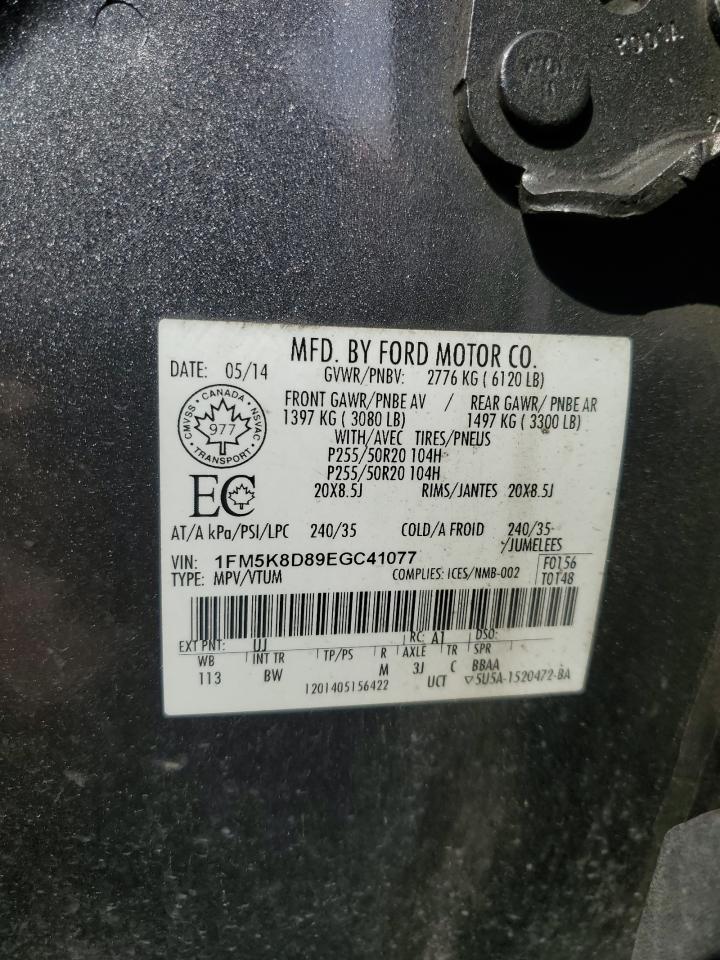 MFD. BY FORD MOTOR CO.
DATE: 05/14
GVWR/PNBV: 2776 KG ( 6120 LB)
FRONT GAWR/PNBE AV / REAR GAWR/ PNBE AR
1397 KG ( 3080 LB) 1497 KG ( 3300 LB)
WITH/AVEC TIRES/PNEUS
P255/50R20 104H
P255/50R20 104H
20X8.5J RIMS/JANTES 20X8.5J
CMVSS • CANADA • NSVAC
977
TRANSPORT
EC
AT/A kPa/PSI/LPC 240/35 COLD/A FROID 240/35
/JUMELEES
VIN: 1FM5K8D89EGC41077
F0156
TYPE: MPV/VTUM COMPLIES: ICES/NMB-002
T0148
EXT PNT: UJ RC: A1 DSO:
WB INT TR TP/PS R AXLE TR SPR
113 BW M 3J C BBAA
1201405156422 UCT ▽5U5A-1520472-BA